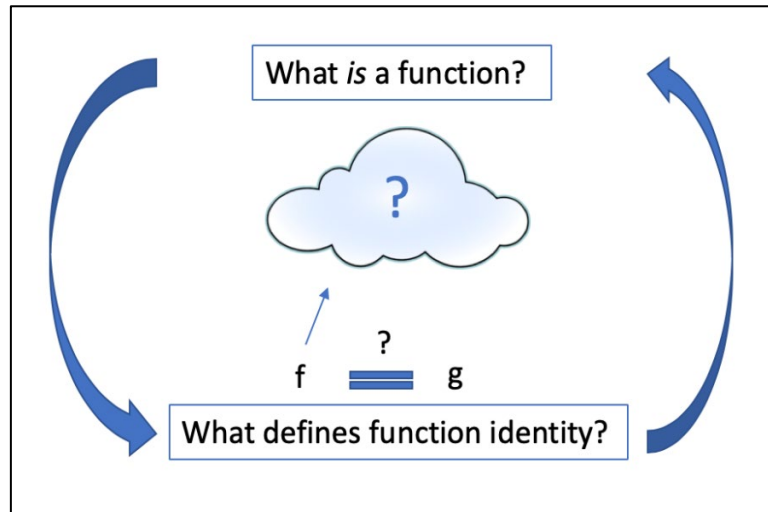 What is a function?
?
?
f = g
What defines function identity?